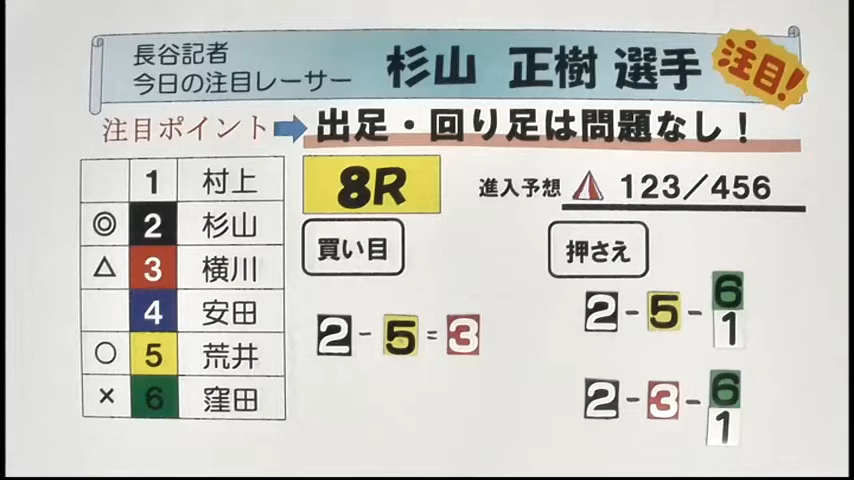 長谷記者
今日の注目レーサー
杉山 正樹 選手
注目!
注目ポイント 出足・回り足は問題なし!
1 村上
◎ 2 杉山
△ 3 横川
4 安田
○ 5 荒井
× 6 窪田
8R
進入予想 123/456
買い目
2-5=3
押さえ
2-5-6
1
2-3-6
1